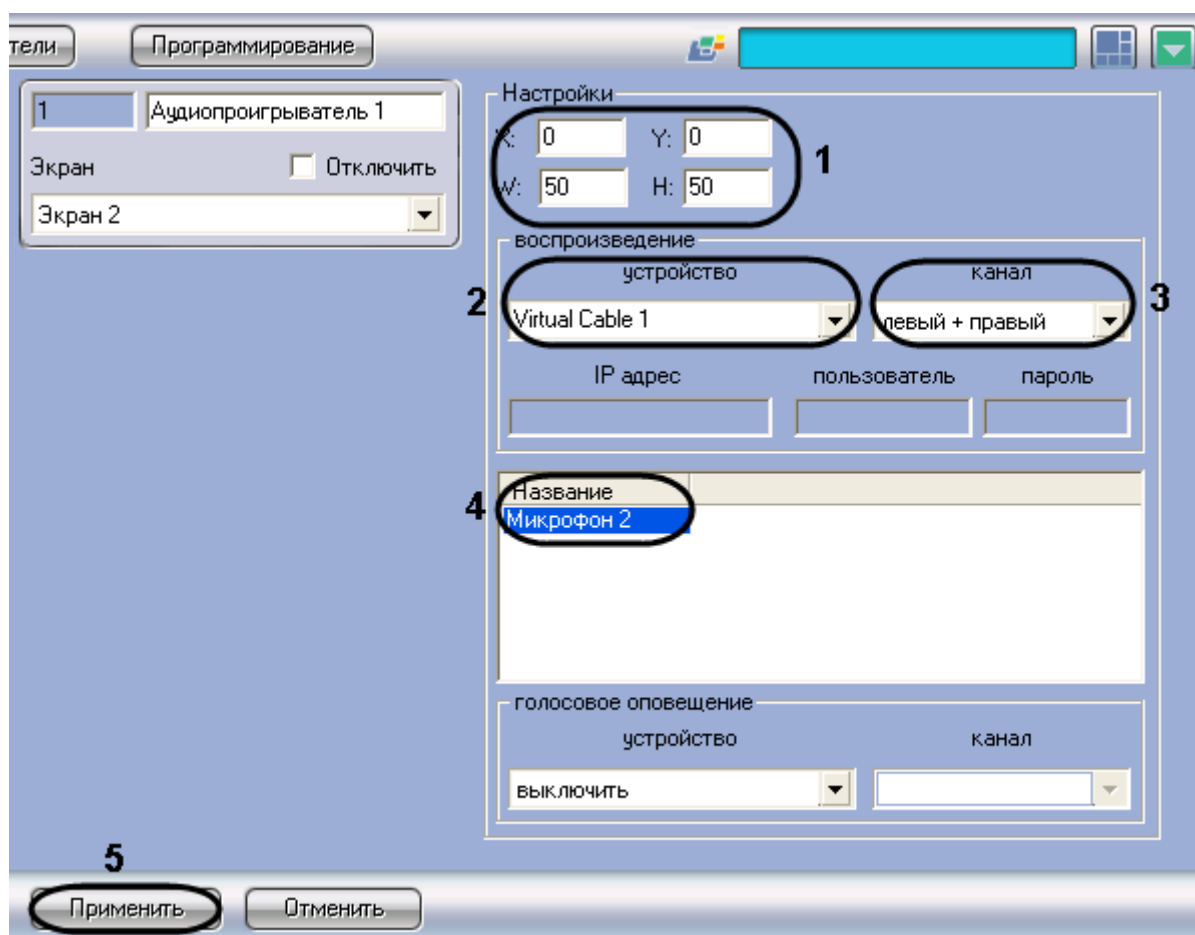 тели Программирование
1 Аудиопроигрыватель 1
Экран Отключить
Экран 2
Настройки
X: 0 Y: 0
W: 50 H: 50
1
воспроизведение
устройство канал
2 Virtual Cable 1 левый + правый 3
IP адрес пользователь пароль
Название
4 Микрофон 2
голосовое оповещение
устройство канал
выключить
5
Применить Отменить